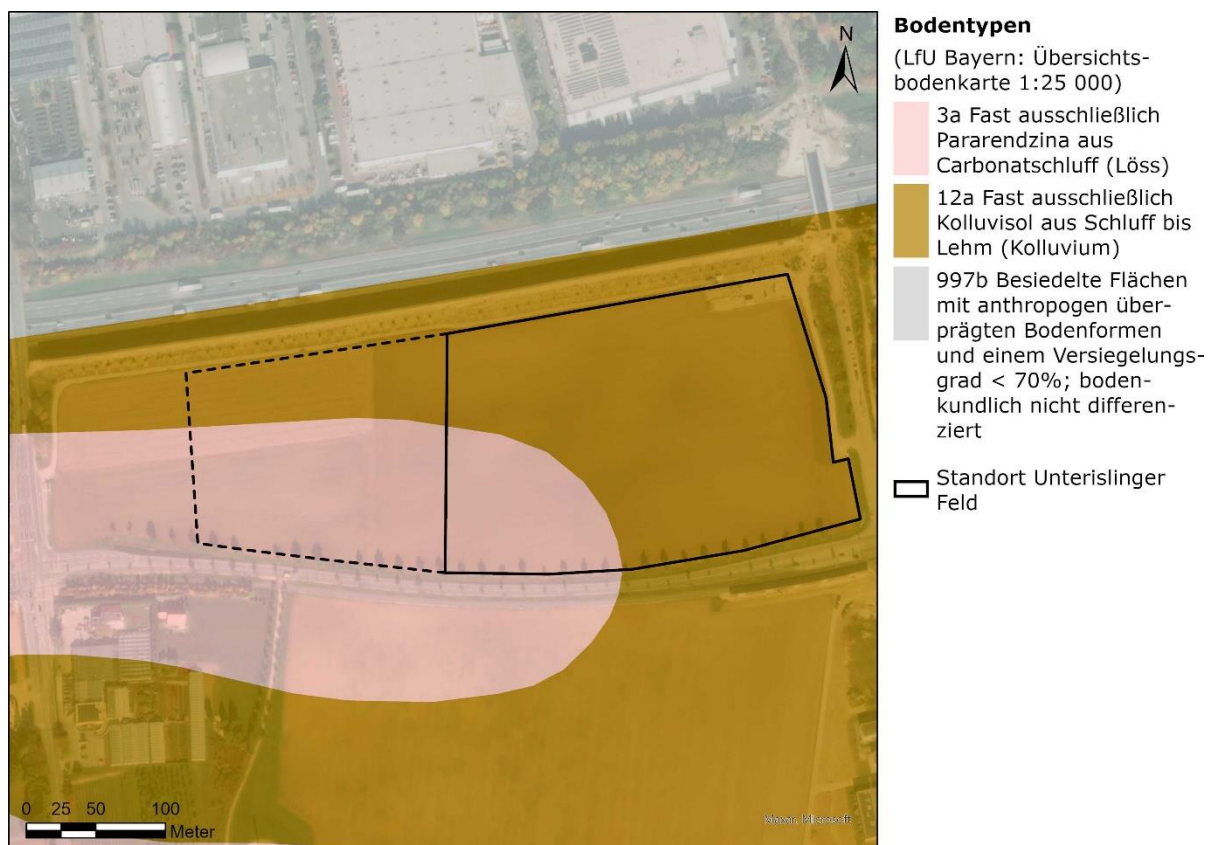 N
0 25 50 100
Meter
Maxar, Microsoft
Bodentypen
(LfU Bayern: Übersichts-
bodenkarte 1:25 000)
3a Fast ausschließlich
Pararendzina aus
Carbonatschluff (Löss)
12a Fast ausschließlich
Kolluvisol aus Schluff bis
Lehm (Kolluvium)
997b Besiedelte Flächen
mit anthropogen über-
prägten Bodenformen
und einem Versiegelungs-
grad < 70%; boden-
kundlich nicht differen-
ziert
Standort Unterislinger
Feld